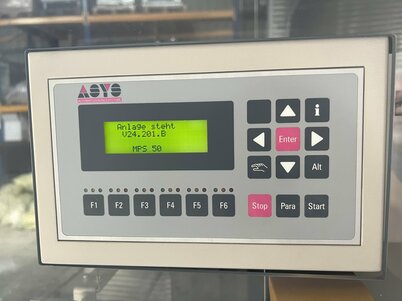 ASYS
Anlage steht
V24.201.B
MPS 50
i
Enter
Alt
F1 F2 F3 F4 F5 F6
Stop Para Start